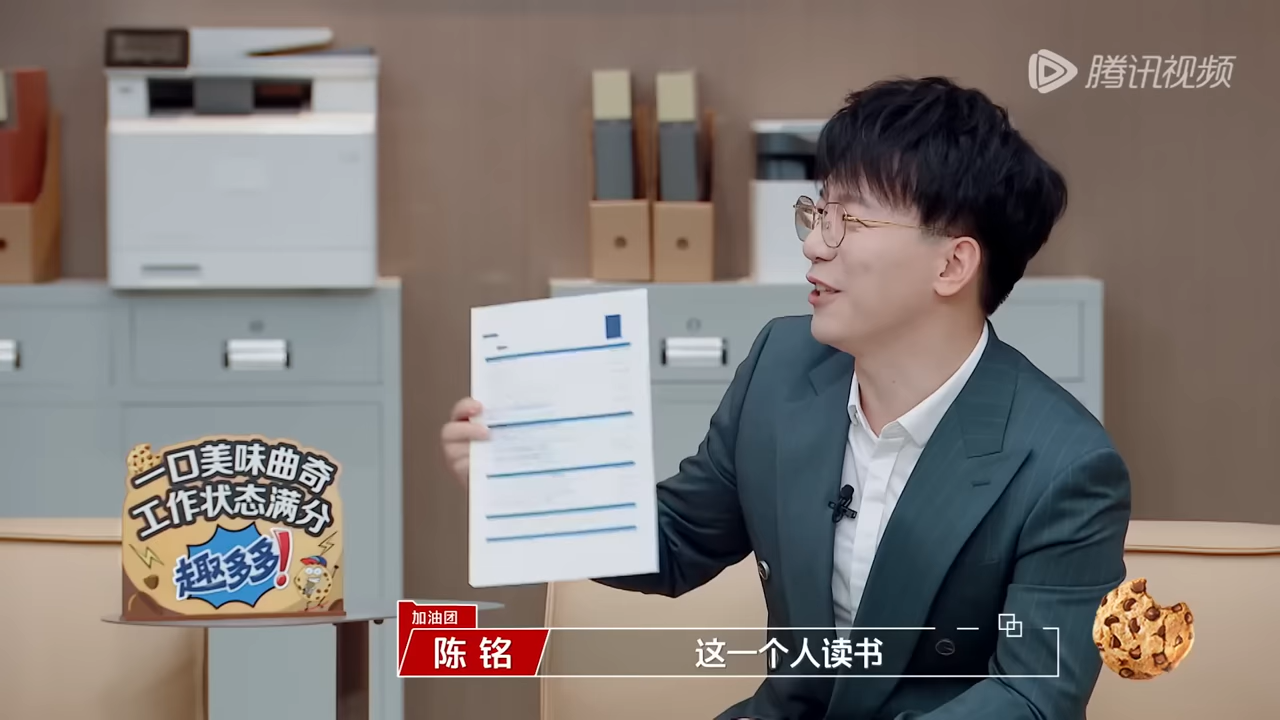 腾讯视频
一口美味曲奇
工作状态满分
趣多多!
加油团
陈铭
这一个人读书